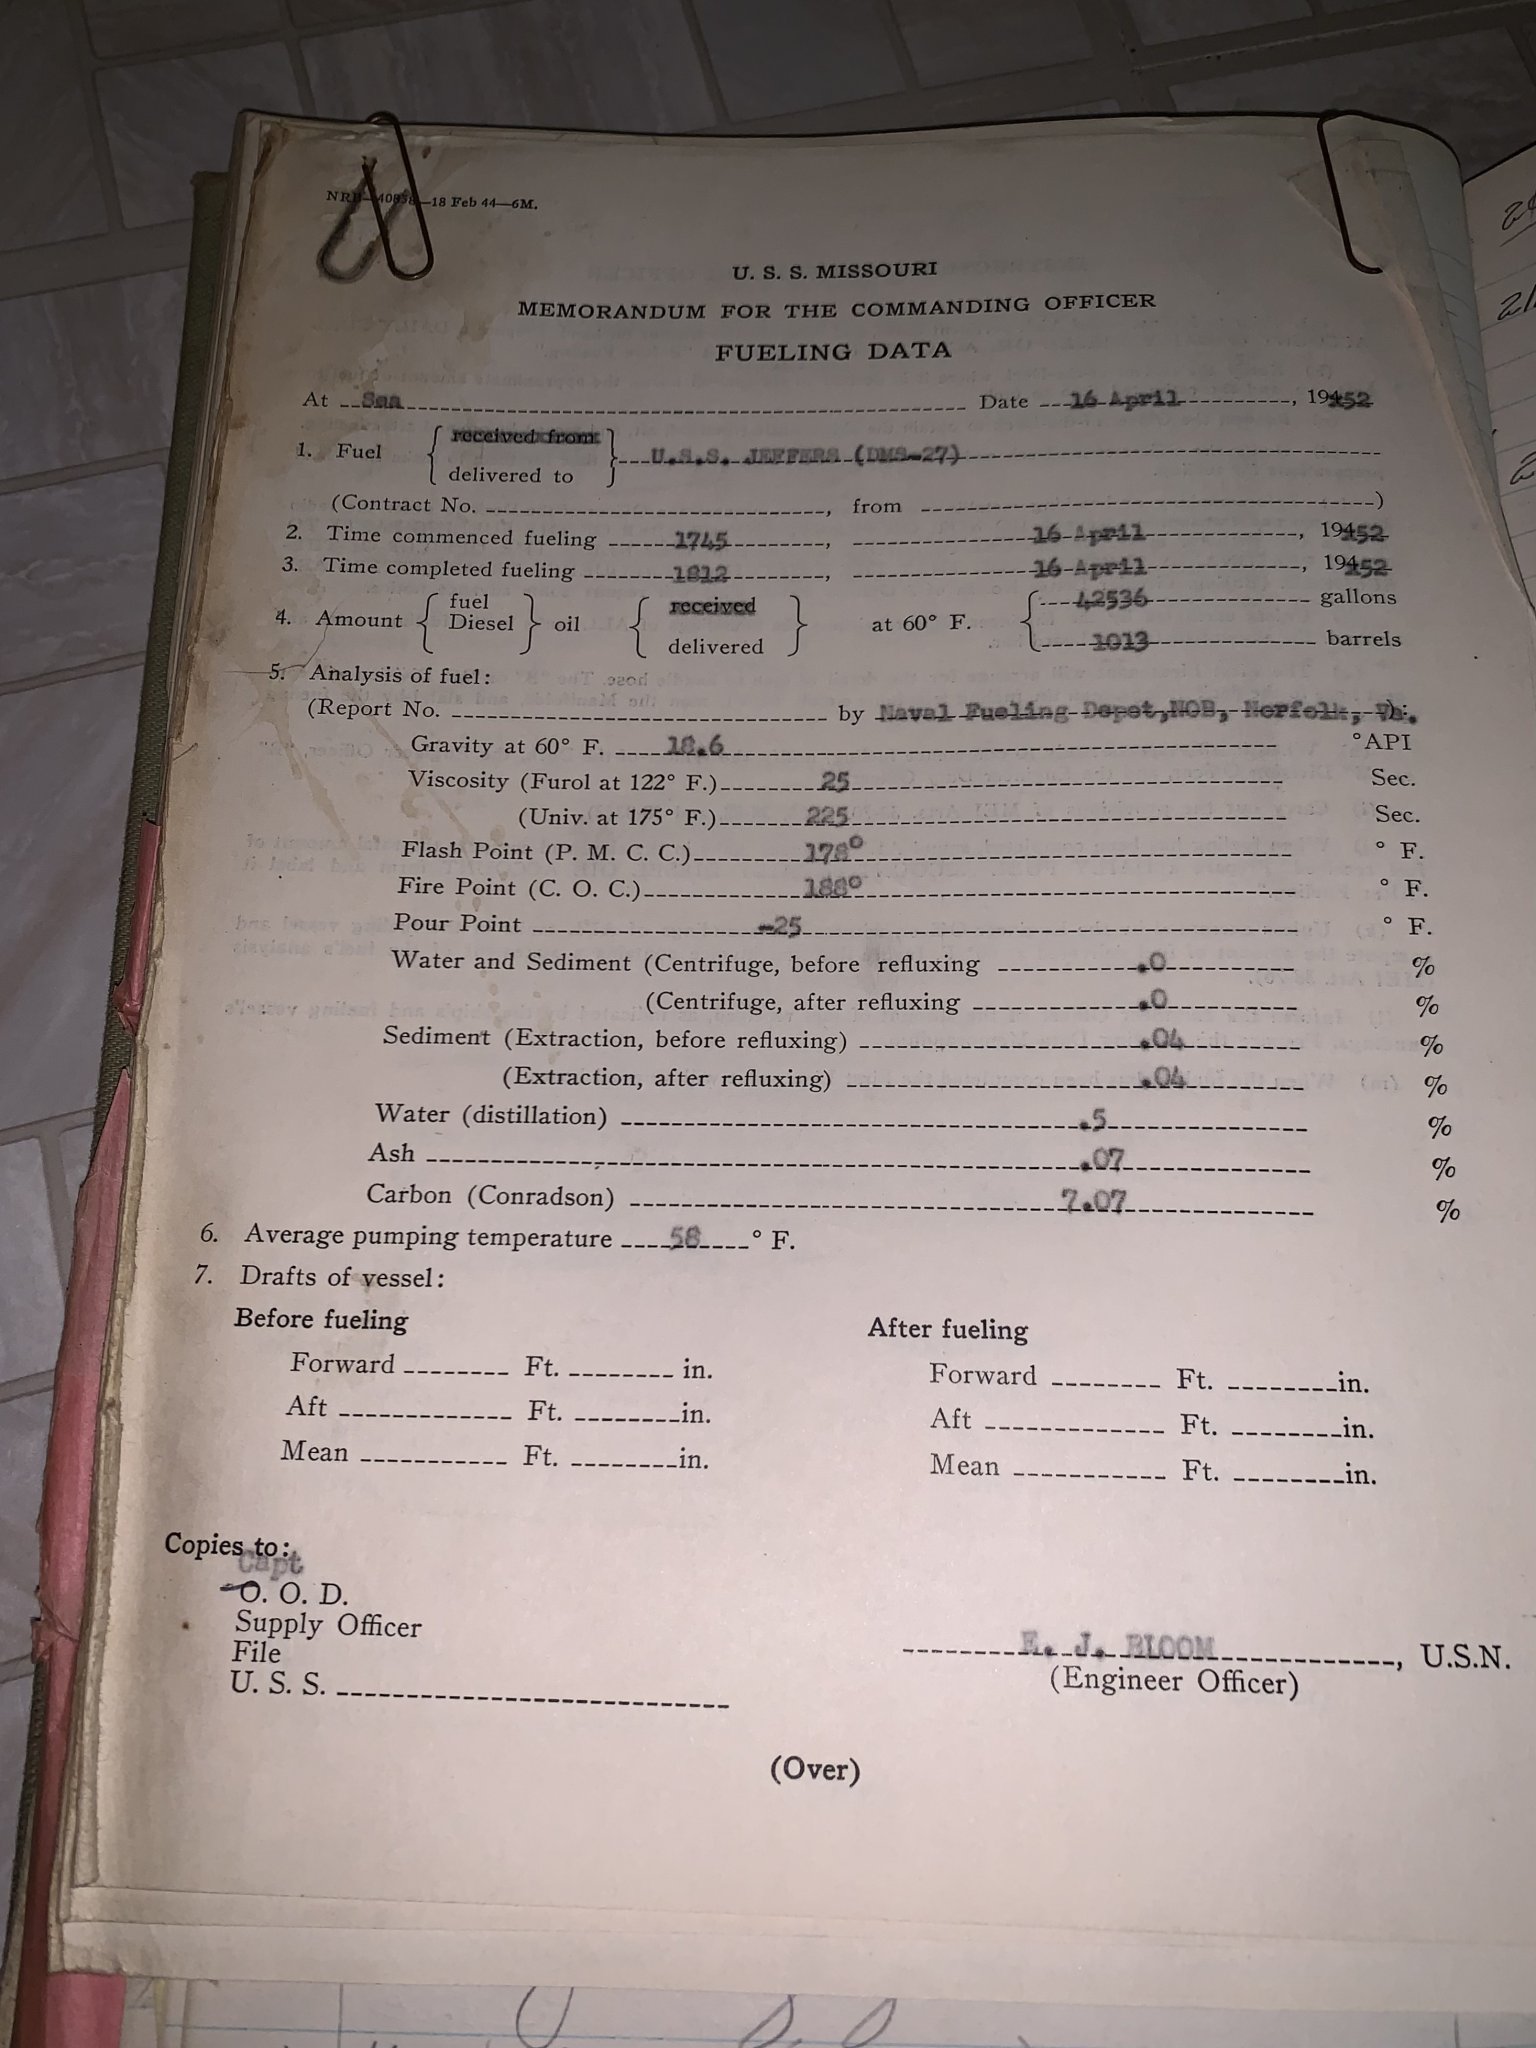 NRB—40858—18 Feb 44—6M.
U. S. S. MISSOURI
MEMORANDUM FOR THE COMMANDING OFFICER
FUELING DATA
At Sea Date 16 April, 19452
1. Fuel { received from } U.S.S. JEFFERS (DMS-27)
delivered to
(Contract No. , from )
2. Time commenced fueling 1745, 16 April, 19452
3. Time completed fueling 1812, 16 April, 19452
4. Amount { fuel Diesel } oil { received delivered } at 60° F. { 42536 gallons
1013 barrels
5. Analysis of fuel:
(Report No. by Naval Fueling Depot,NOB, Norfolk, Va. ):
Gravity at 60° F. 18.6 °API
Viscosity (Furol at 122° F.) 25 Sec.
(Univ. at 175° F.) 225 Sec.
Flash Point (P. M. C. C.) 178° ° F.
Fire Point (C. O. C.) 188° ° F.
Pour Point -25 ° F.
Water and Sediment (Centrifuge, before refluxing .0 %
(Centrifuge, after refluxing .0 %
Sediment (Extraction, before refluxing) .04 %
(Extraction, after refluxing) .04 %
Water (distillation) .5 %
Ash .07 %
Carbon (Conradson) 7.07 %
6. Average pumping temperature 58 ° F.
7. Drafts of vessel:
Before fueling After fueling
Forward Ft. in. Forward Ft. in.
Aft Ft. in. Aft Ft. in.
Mean Ft. in. Mean Ft. in.
Copies to:
Capt
O. O. D.
Supply Officer
File
U. S. S.
E. J. BLOOM, U.S.N.
(Engineer Officer)
(Over)